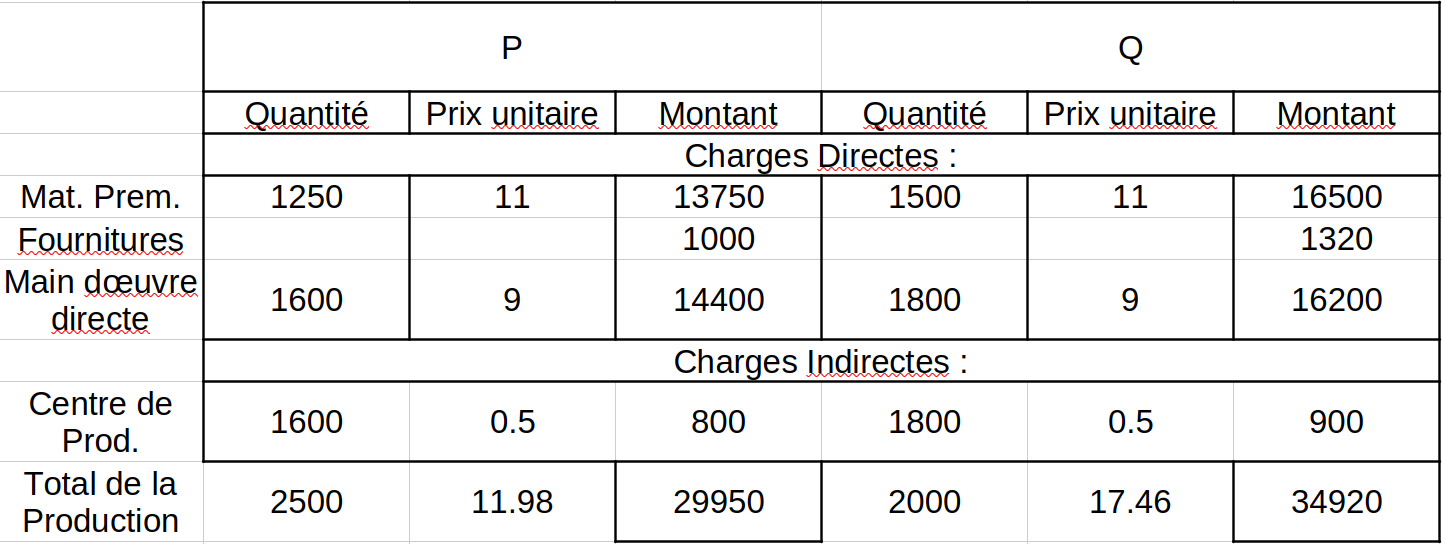 P Q
Quantité Prix unitaire Montant Quantité Prix unitaire Montant
Charges Directes :
Mat. Prem. 1250 11 13750 1500 11 16500
Fournitures 1000 1320
Main dœuvre
directe 1600 9 14400 1800 9 16200
Charges Indirectes :
Centre de
Prod. 1600 0.5 800 1800 0.5 900
Total de la
Production 2500 11.98 29950 2000 17.46 34920